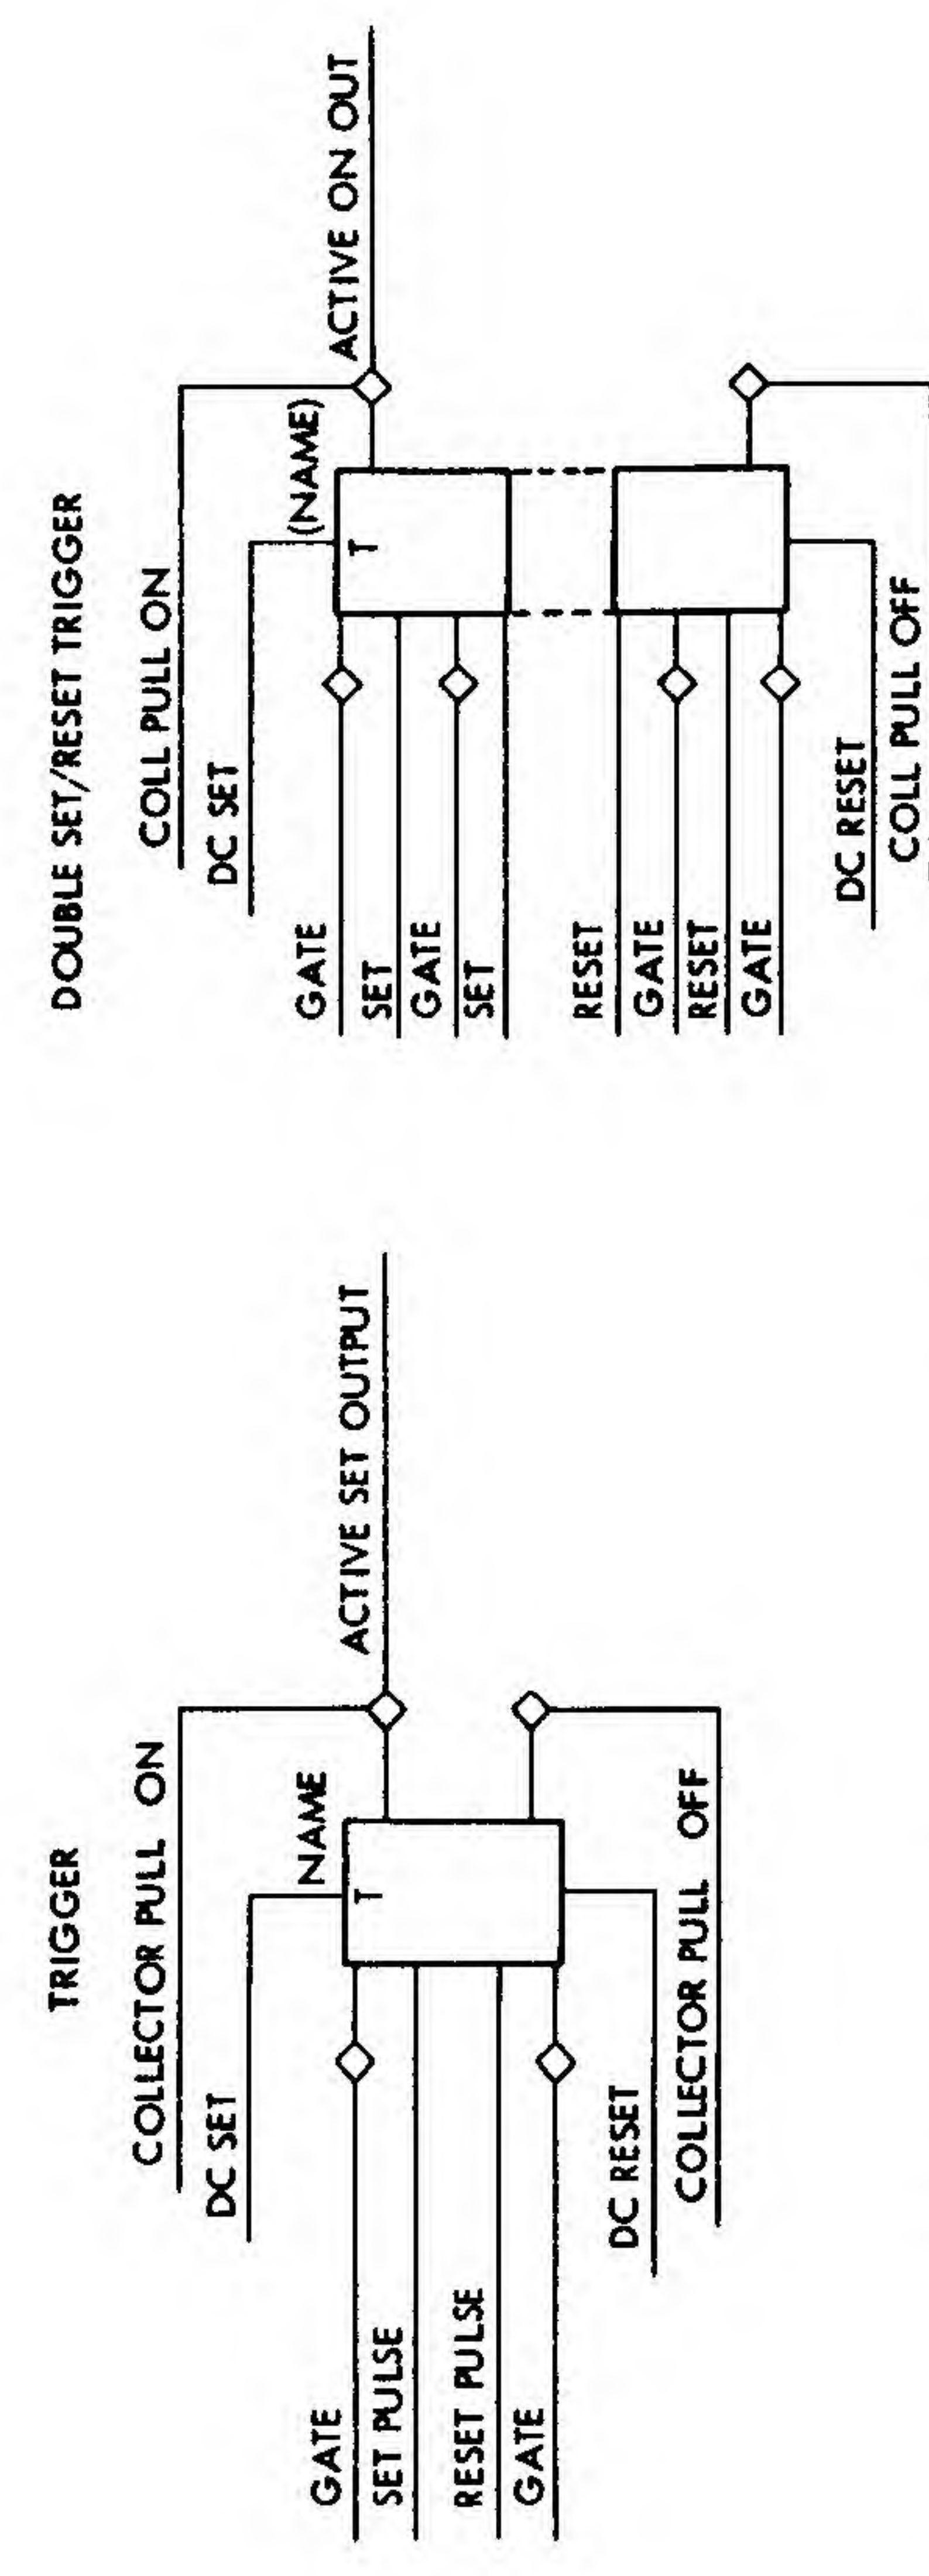 TRIGGER
COLLECTOR PULL ON
DC SET
NAME
GATE
T
ACTIVE SET OUTPUT
SET PULSE
RESET PULSE
GATE
DC RESET
COLLECTOR PULL OFF
DOUBLE SET/RESET TRIGGER
COLL PULL ON
DC SET
(NAME)
GATE
T
ACTIVE ON OUT
SET
GATE
SET
RESET
GATE
RESET
GATE
DC RESET
COLL PULL OFF